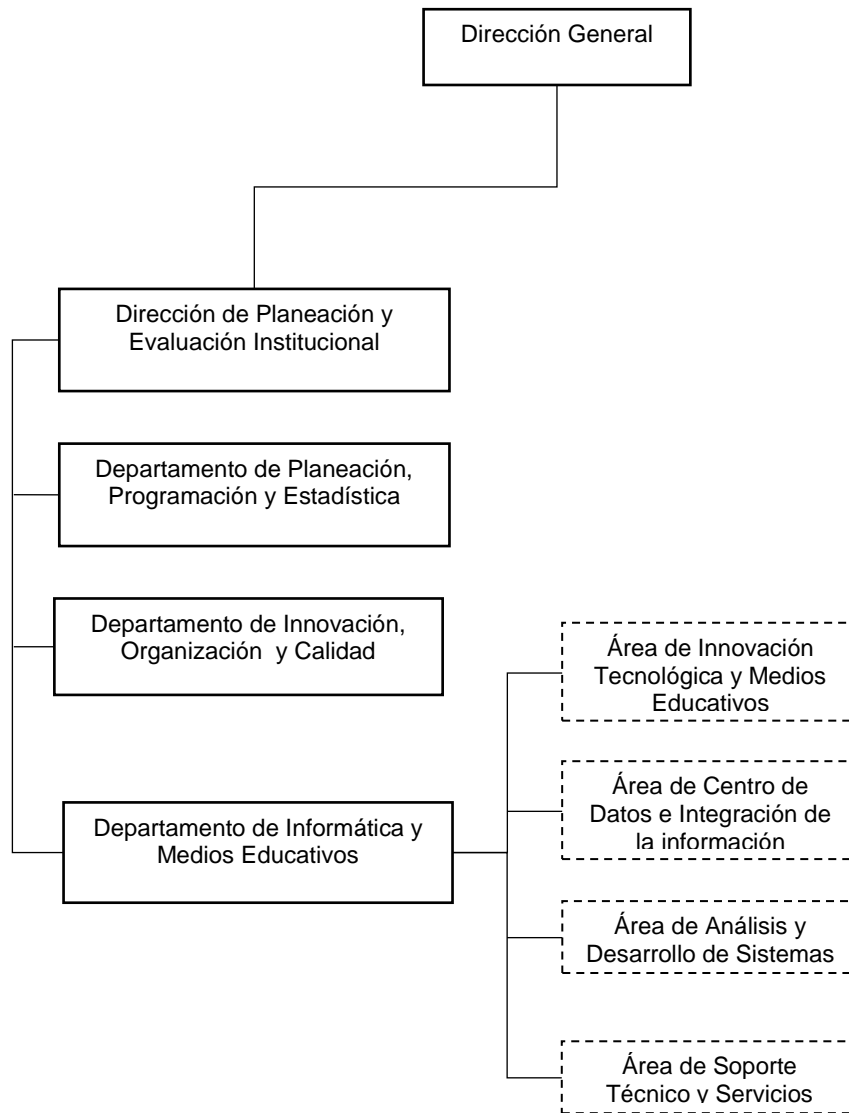 Dirección General
Dirección de Planeación y
Evaluación Institucional
Departamento de Planeación,
Programación y Estadística
Departamento de Innovación,
Organización y Calidad
Departamento de Informática y
Medios Educativos
Área de Innovación
Tecnológica y Medios
Educativos
Área de Centro de
Datos e Integración de
la información
Área de Análisis y
Desarrollo de Sistemas
Área de Soporte
Técnico y Servicios